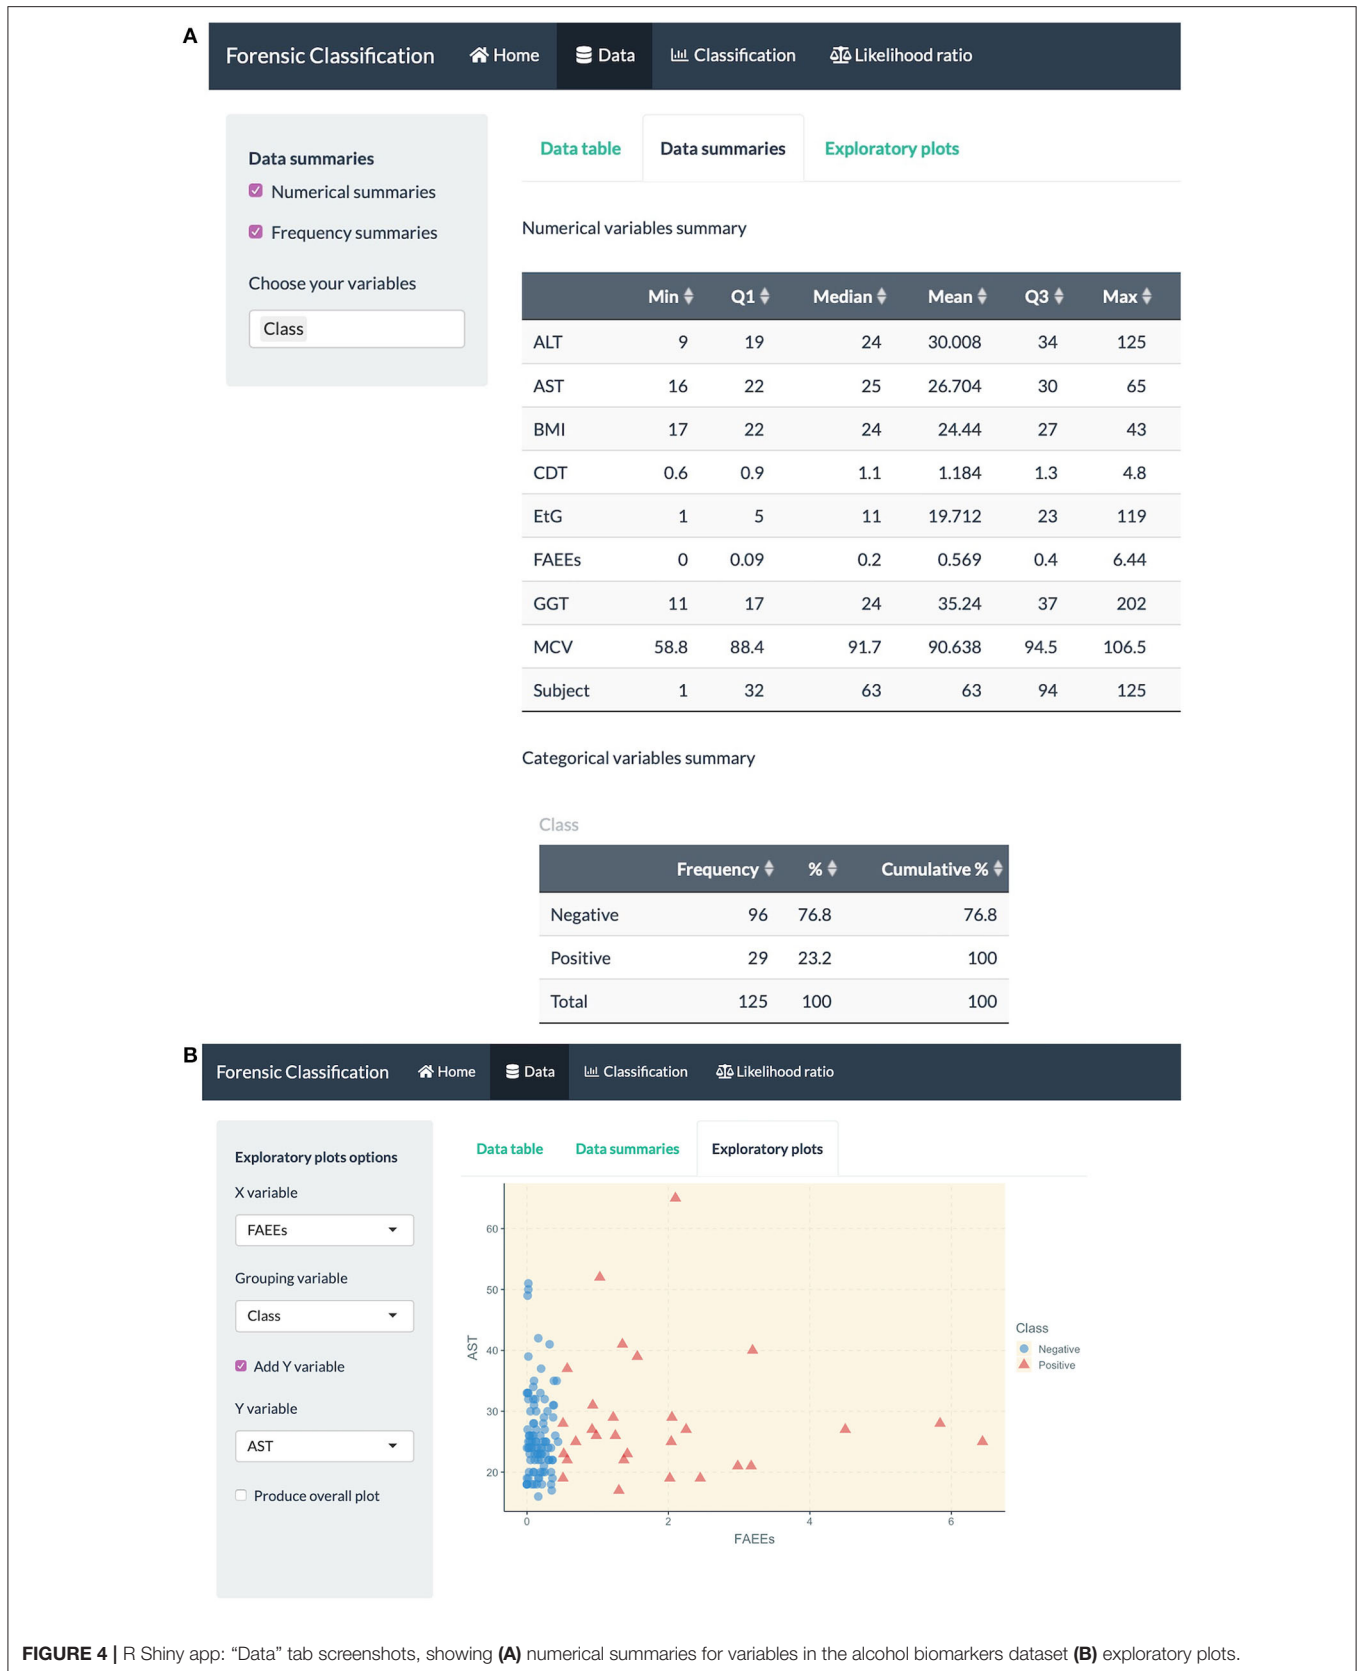 A
Forensic Classification Home Data Classification Likelihood ratio
Data summaries
Numerical summaries
Frequency summaries
Choose your variables
Class
Data table Data summaries Exploratory plots
Numerical variables summary
Min Q1 Median Mean Q3 Max
ALT 9 19 24 30.008 34 125
AST 16 22 25 26.704 30 65
BMI 17 22 24 24.44 27 43
CDT 0.6 0.9 1.1 1.184 1.3 4.8
EtG 1 5 11 19.712 23 119
FAEEs 0 0.09 0.2 0.569 0.4 6.44
GGT 11 17 24 35.24 37 202
MCV 58.8 88.4 91.7 90.638 94.5 106.5
Subject 1 32 63 63 94 125
Categorical variables summary
Class
Frequency % Cumulative %
Negative 96 76.8 76.8
Positive 29 23.2 100
Total 125 100 100
B
Forensic Classification Home Data Classification Likelihood ratio
Exploratory plots options
X variable
FAEEs
Grouping variable
Class
Add Y variable
Y variable
AST
Produce overall plot
Data table Data summaries Exploratory plots
60
50
40
30
20
AST
0 2 4 6
FAEEs
Class
Negative
Positive
FIGURE 4 | R Shiny app: “Data” tab screenshots, showing (A) numerical summaries for variables in the alcohol biomarkers dataset (B) exploratory plots.